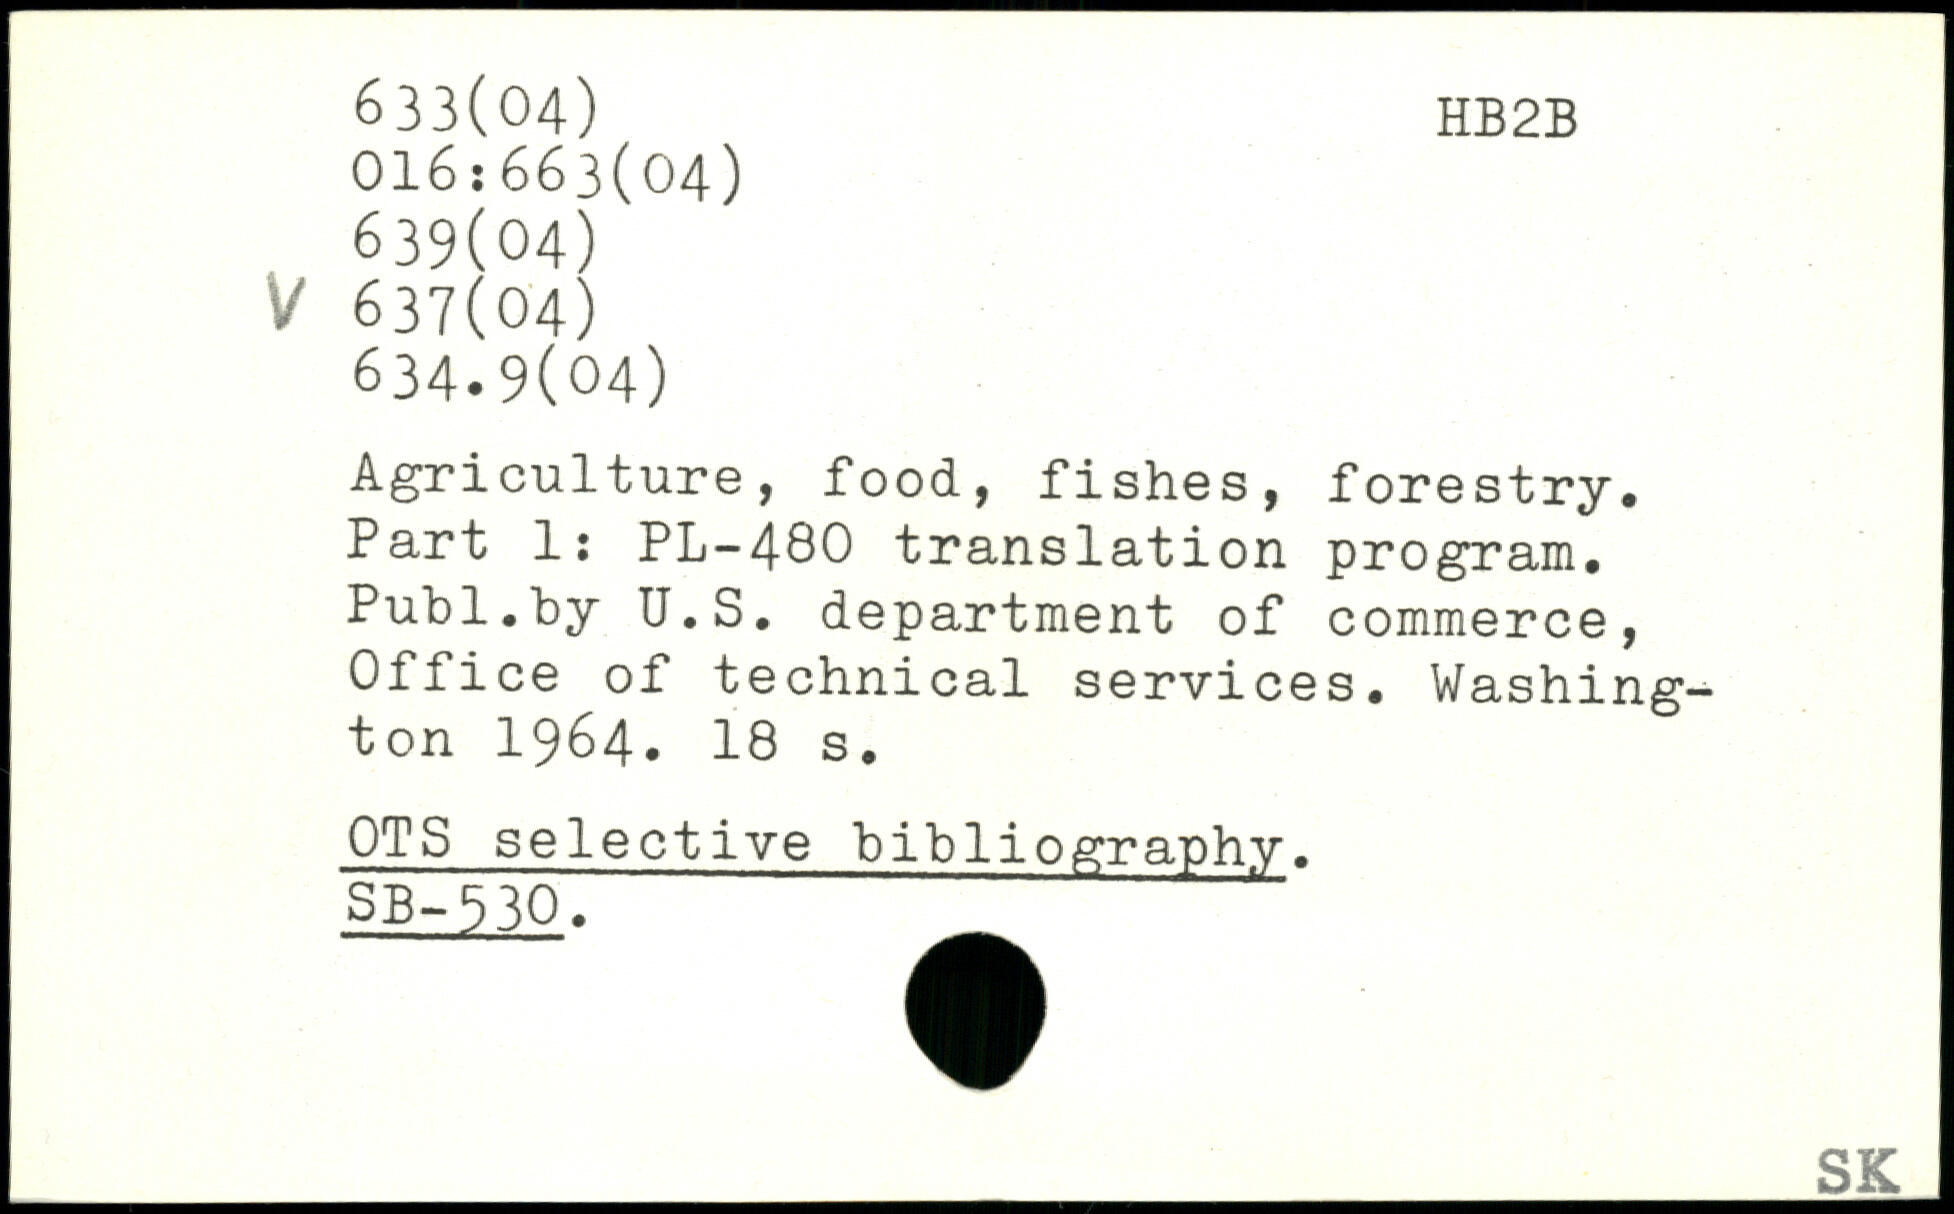 633(04)
HB2B
016:663(04)
639(04)
V 637(04)
634.9(04)
Agriculture, food, fishes, forestry.
Part 1: PL-480 translation program.
Publ.by U.S. department of commerce,
Office of technical services. Washing-
ton 1964. 18 s.
OTS selective bibliography.
SB-530.
SK